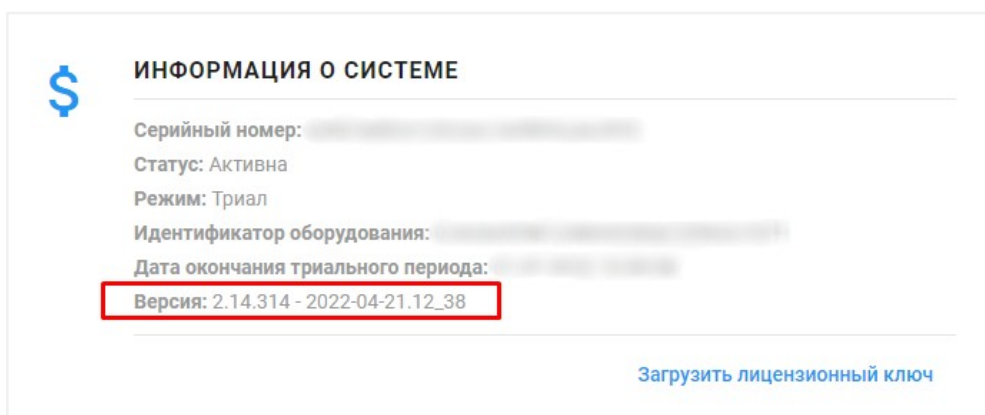 $
ИНФОРМАЦИЯ О СИСТЕМЕ
Серийный номер:
Статус: Активна
Режим: Триал
Идентификатор оборудования:
Дата окончания триального периода:
Версия: 2.14.314 - 2022-04-21.12_38
Загрузить лицензионный ключ